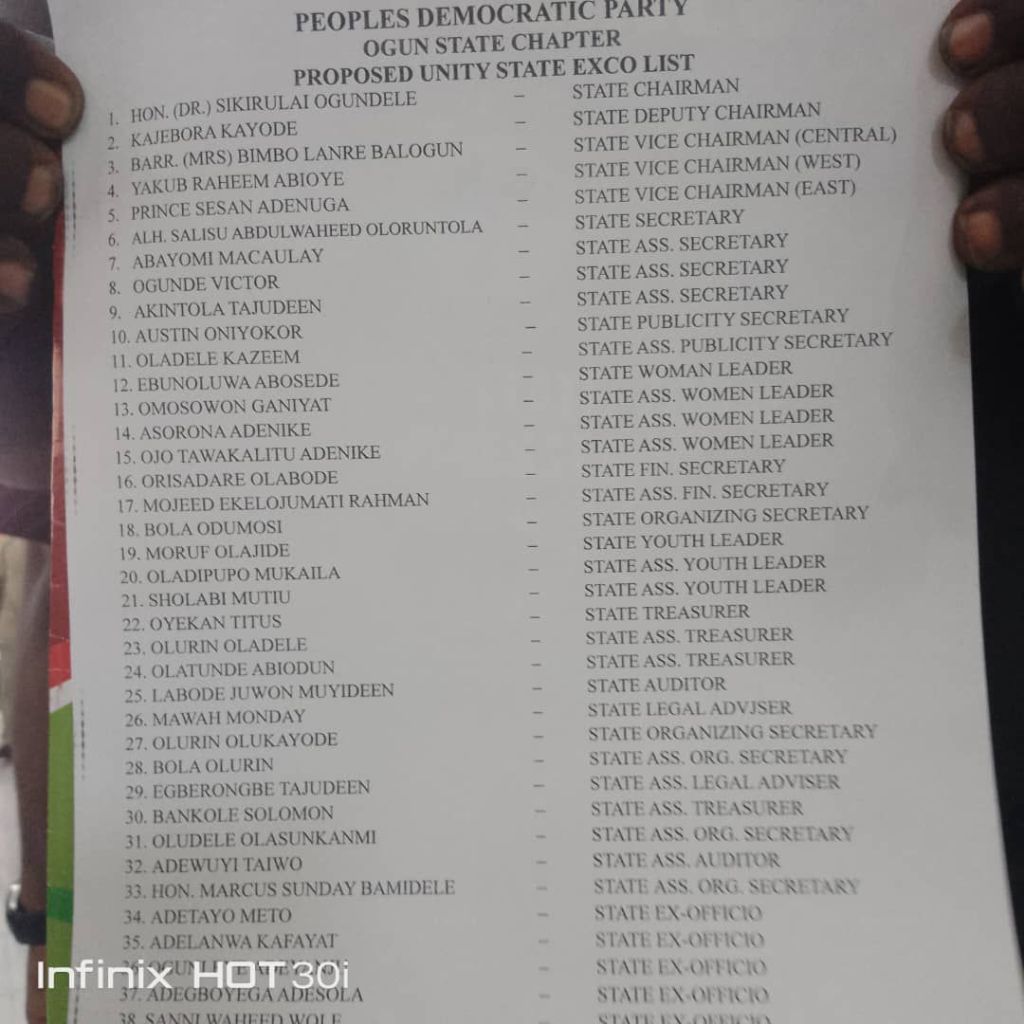 PEOPLES DEMOCRATIC PARTY
OGUN STATE CHAPTER
PROPOSED UNITY STATE EXCO LIST
1. HON. (DR.) SIKIRULAI OGUNDELE – STATE CHAIRMAN
2. KAJEBORA KAYODE – STATE DEPUTY CHAIRMAN
3. BARR. (MRS) BIMBO LANRE BALOGUN – STATE VICE CHAIRMAN (CENTRAL)
4. YAKUB RAHEEM ABIOYE – STATE VICE CHAIRMAN (WEST)
5. PRINCE SESAN ADENUGA – STATE VICE CHAIRMAN (EAST)
6. ALH. SALISU ABDULWAHEED OLORUNTOLA – STATE SECRETARY
7. ABAYOMI MACAULAY – STATE ASS. SECRETARY
8. OGUNDE VICTOR – STATE ASS. SECRETARY
9. AKINTOLA TAJUDEEN – STATE ASS. SECRETARY
10. AUSTIN ONIYOKOR – STATE PUBLICITY SECRETARY
11. OLADELE KAZEEM – STATE ASS. PUBLICITY SECRETARY
12. EBUNOLUWA ABOSEDE – STATE WOMAN LEADER
13. OMOSOWON GANIYAT – STATE ASS. WOMEN LEADER
14. ASORONA ADENIKE – STATE ASS. WOMEN LEADER
15. OJO TAWAKALITU ADENIKE – STATE ASS. WOMEN LEADER
16. ORISADARE OLABODE – STATE FIN. SECRETARY
17. MOJEED EKELOJUMATI RAHMAN – STATE ASS. FIN. SECRETARY
18. BOLA ODUMOSI – STATE ORGANIZING SECRETARY
19. MORUF OLAJIDE – STATE YOUTH LEADER
20. OLADIPUPO MUKAILA – STATE ASS. YOUTH LEADER
21. SHOLABI MUTIU – STATE ASS. YOUTH LEADER
22. OYEKAN TITUS – STATE TREASURER
23. OLURIN OLADELE – STATE ASS. TREASURER
24. OLATUNDE ABIODUN – STATE ASS. TREASURER
25. LABODE JUWON MUYIDEEN – STATE AUDITOR
26. MAWAH MONDAY – STATE LEGAL ADVISER
27. OLURIN OLUKAYODE – STATE ORGANIZING SECRETARY
28. BOLA OLURIN – STATE ASS. ORG. SECRETARY
29. EGBERONGBE TAJUDEEN – STATE ASS. LEGAL ADVISER
30. BANKOLE SOLOMON – STATE ASS. TREASURER
31. OLUDELE OLASUNKANMI – STATE ASS. ORG. SECRETARY
32. ADEWUYI TAIWO – STATE ASS. AUDITOR
33. HON. MARCUS SUNDAY BAMIDELE – STATE ASS. ORG. SECRETARY
34. ADETAYO METO – STATE EX-OFFICIO
35. ADELANWA KAFAYAT – STATE EX-OFFICIO
– STATE EX-OFFICIO
37. ADEGBOYEGA ADESOLA – STATE EX-OFFICIO
38. SANNI WAHEED WOLE STATE EX-OFFICIO
Infinix HOT 30i